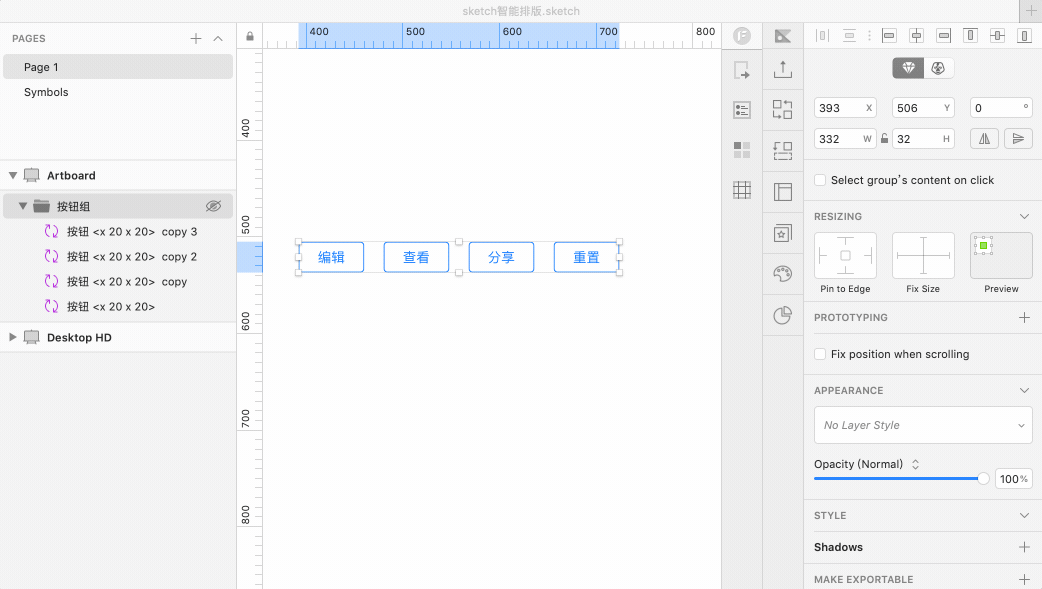 sketch智能排版.sketch
PAGES
Page 1
Symbols
Artboard
按钮组
按钮 <x 20 x 20> copy 3
按钮 <x 20 x 20> copy 2
按钮 <x 20 x 20> copy
按钮 <x 20 x 20>
Desktop HD
400 500 600 700 800
400
500
600
700
800
编辑 查看 分享 重置
393 X 506 Y 0 °
332 W 32 H
Select group's content on click
RESIZING
Pin to Edge Fix Size Preview
PROTOTYPING
Fix position when scrolling
APPEARANCE
No Layer Style
Opacity (Normal)
100%
STYLE
Shadows
MAKE EXPORTABLE